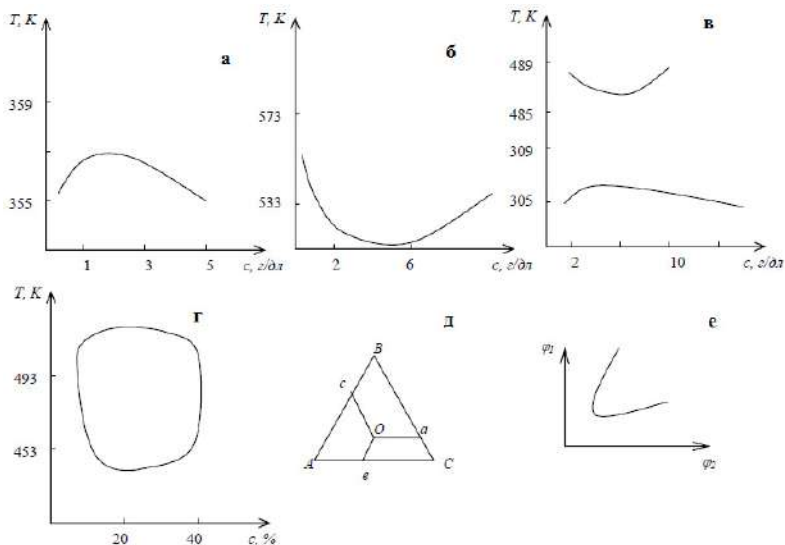 T, K
а
359
355
1 3 5 с, г/дл
T, K
б
573
533
2 6 с, г/дл
T, K
в
489
485
309
305
2 10 с, г/дл
T, K
г
493
453
20 40 с, %
д
B
c
O a
A в C
е
φ1
φ2